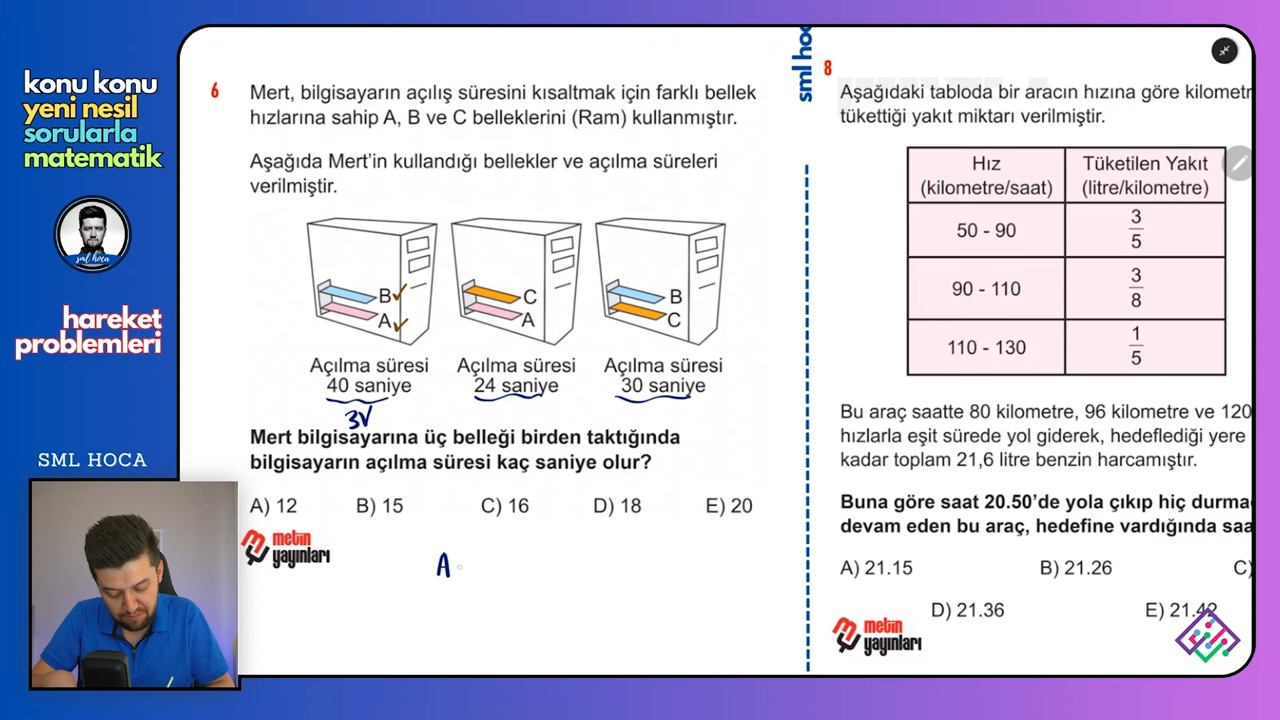 konu konu
yeni nesil
sorularla
matematik
sml hoca
hareket
problemleri
SML HOCA
6
Mert, bilgisayarın açılış süresini kısaltmak için farklı bellek
hızlarına sahip A, B ve C belleklerini (Ram) kullanmıştır.
Aşağıda Mert'in kullandığı bellekler ve açılma süreleri
verilmiştir.
B
A
C
A
B
C
Açılma süresi
40 saniye
Açılma süresi
24 saniye
Açılma süresi
30 saniye
3V
Mert bilgisayarına üç belleği birden taktığında
bilgisayarın açılma süresi kaç saniye olur?
A) 12 B) 15 C) 16 D) 18 E) 20
metin
yayınları
A
sml hoc
8
Aşağıdaki tabloda bir aracın hızına göre kilometr
tükettiği yakıt miktarı verilmiştir.
Hız
(kilometre/saat)
Tüketilen Yakıt
(litre/kilometre)
50 - 90 3/5
90 - 110 3/8
110 - 130 1/5
Bu araç saatte 80 kilometre, 96 kilometre ve 120
hızlarla eşit sürede yol giderek, hedeflediği yere
kadar toplam 21,6 litre benzin harcamıştır.
Buna göre saat 20.50'de yola çıkıp hiç durma
devam eden bu araç, hedefine vardığında saa
A) 21.15 B) 21.26 C)
D) 21.36 E) 21.42
metin
yayınları